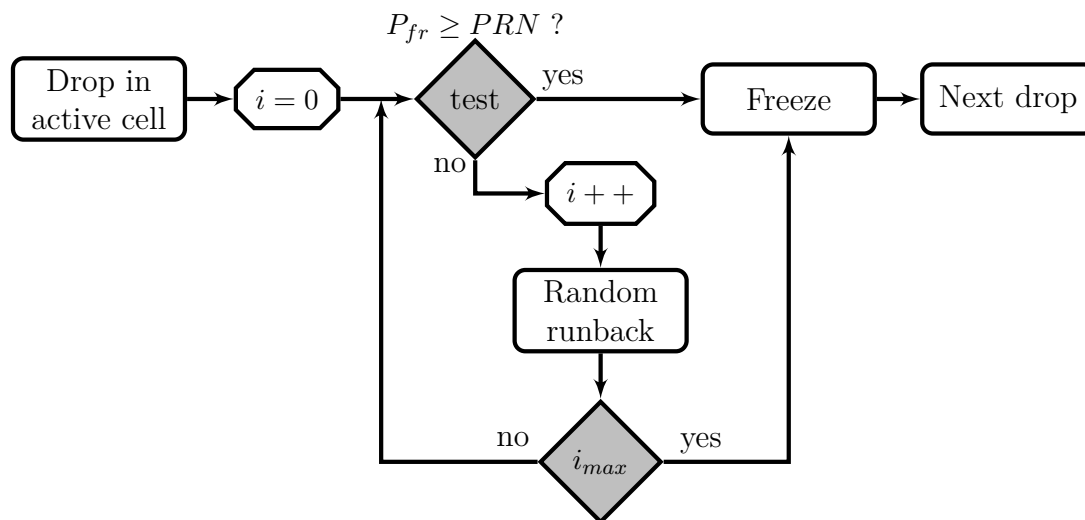 P_{fr} ≥ PRN ?
Drop in
active cell
i = 0
test
yes
Freeze
Next drop
no
i + +
Random
runback
no
i_{max}
yes